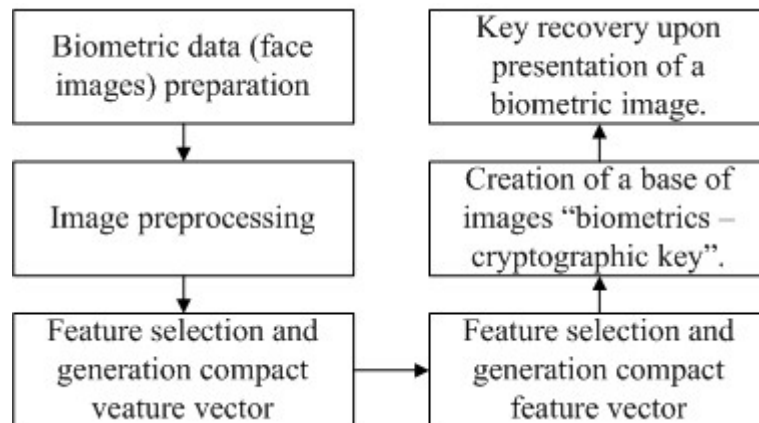 Biometric data (face
images) preparation
Image preprocessing
Feature selection and
generation compact
veature vector
Feature selection and
generation compact
feature vector
Creation of a base of
images “biometrics –
cryptographic key”.
Key recovery upon
presentation of a
biometric image.